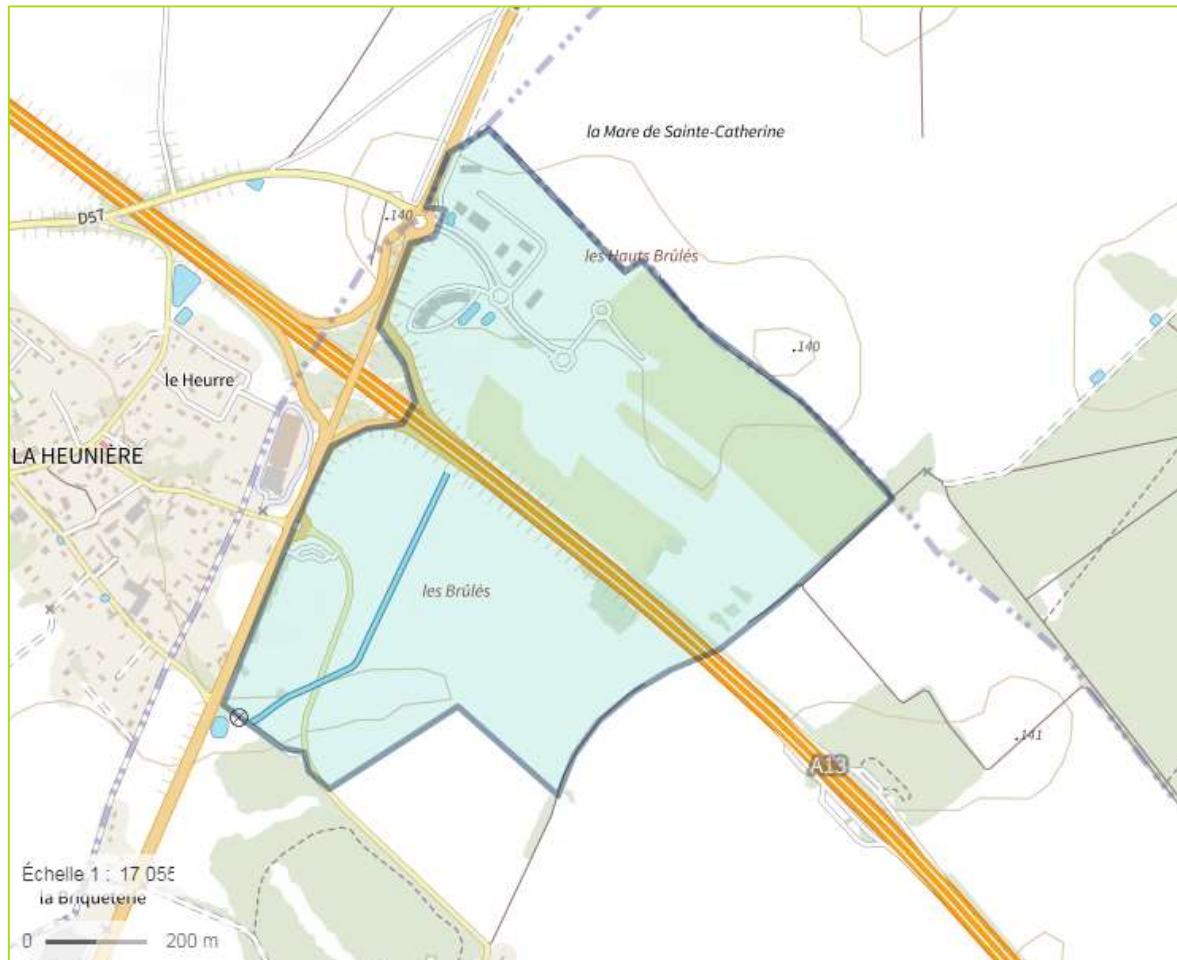 la Mare de Sainte-Catherine
D57
.140
les Hauts Brûlés
.140
le Heurre
LA HEUNIÈRE
les Brûlés
.141
A13
Échelle 1 : 17 055
la Briqueterie
0 200 m